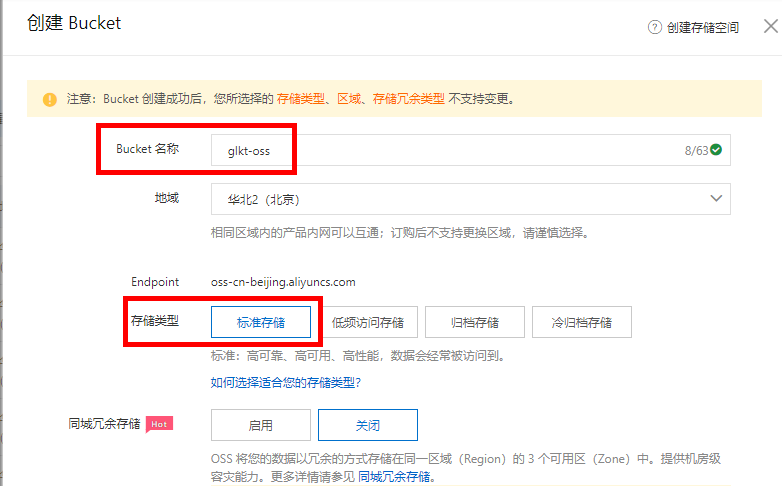 创建 Bucket
? 创建存储空间
注意：Bucket 创建成功后，您所选择的 存储类型、区域、存储冗余类型 不支持变更。
Bucket 名称
glkt-oss
8/63
地域
华北2（北京）
相同区域内的产品内网可以互通；订购后不支持更换区域，请谨慎选择。
Endpoint
oss-cn-beijing.aliyuncs.com
存储类型
标准存储
低频访问存储
归档存储
冷归档存储
标准：高可靠、高可用、高性能，数据会经常被访问到。
如何选择适合您的存储类型?
同城冗余存储
Hot
启用
关闭
OSS 将您的数据以冗余的方式存储在同一区域（Region）的 3 个可用区（Zone）中。提供机房级
容灾能力。更多详情请参见 同城冗余存储。